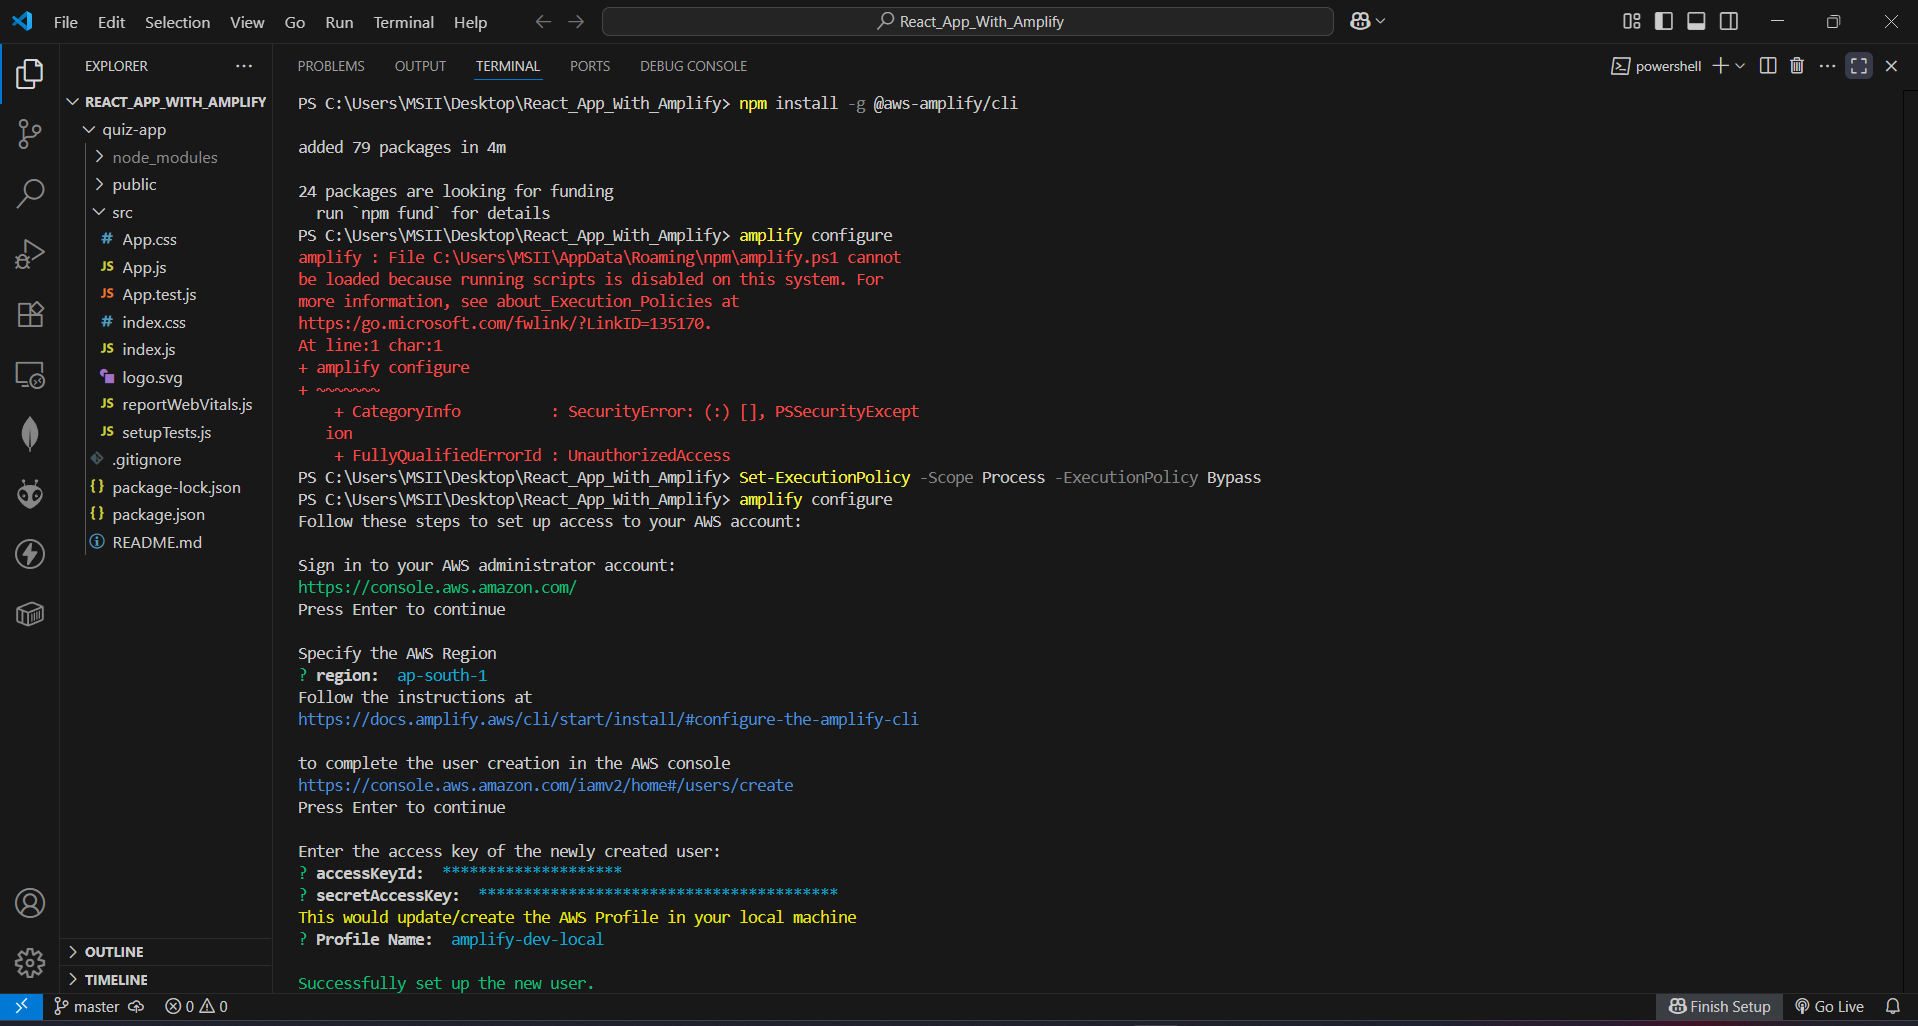 File Edit Selection View Go Run Terminal Help
React_App_With_Amplify
EXPLORER
REACT_APP_WITH_AMPLIFY
quiz-app
node_modules
public
src
# App.css
JS App.js
JS App.test.js
# index.css
JS index.js
logo.svg
JS reportWebVitals.js
JS setupTests.js
.gitignore
{} package-lock.json
{} package.json
README.md
OUTLINE
TIMELINE
PROBLEMS OUTPUT TERMINAL PORTS DEBUG CONSOLE
powershell
PS C:\Users\MSII\Desktop\React_App_With_Amplify> npm install -g @aws-amplify/cli
added 79 packages in 4m
24 packages are looking for funding
run `npm fund` for details
PS C:\Users\MSII\Desktop\React_App_With_Amplify> amplify configure
amplify : File C:\Users\MSII\AppData\Roaming\npm\amplify.ps1 cannot
be loaded because running scripts is disabled on this system. For
more information, see about_Execution_Policies at
https:/go.microsoft.com/fwlink/?LinkID=135170.
At line:1 char:1
+ amplify configure
+ ~~~~~~~
+ CategoryInfo : SecurityError: (:) [], PSSecurityExcept
ion
+ FullyQualifiedErrorId : UnauthorizedAccess
PS C:\Users\MSII\Desktop\React_App_With_Amplify> Set-ExecutionPolicy -Scope Process -ExecutionPolicy Bypass
PS C:\Users\MSII\Desktop\React_App_With_Amplify> amplify configure
Follow these steps to set up access to your AWS account:
Sign in to your AWS administrator account:
https://console.aws.amazon.com/
Press Enter to continue
Specify the AWS Region
? region: ap-south-1
Follow the instructions at
https://docs.amplify.aws/cli/start/install/#configure-the-amplify-cli
to complete the user creation in the AWS console
https://console.aws.amazon.com/iamv2/home#/users/create
Press Enter to continue
Enter the access key of the newly created user:
? accessKeyId: ********************
? secretAccessKey: ****************************************
This would update/create the AWS Profile in your local machine
? Profile Name: amplify-dev-local
Successfully set up the new user.
master 0 0 Finish Setup Go Live